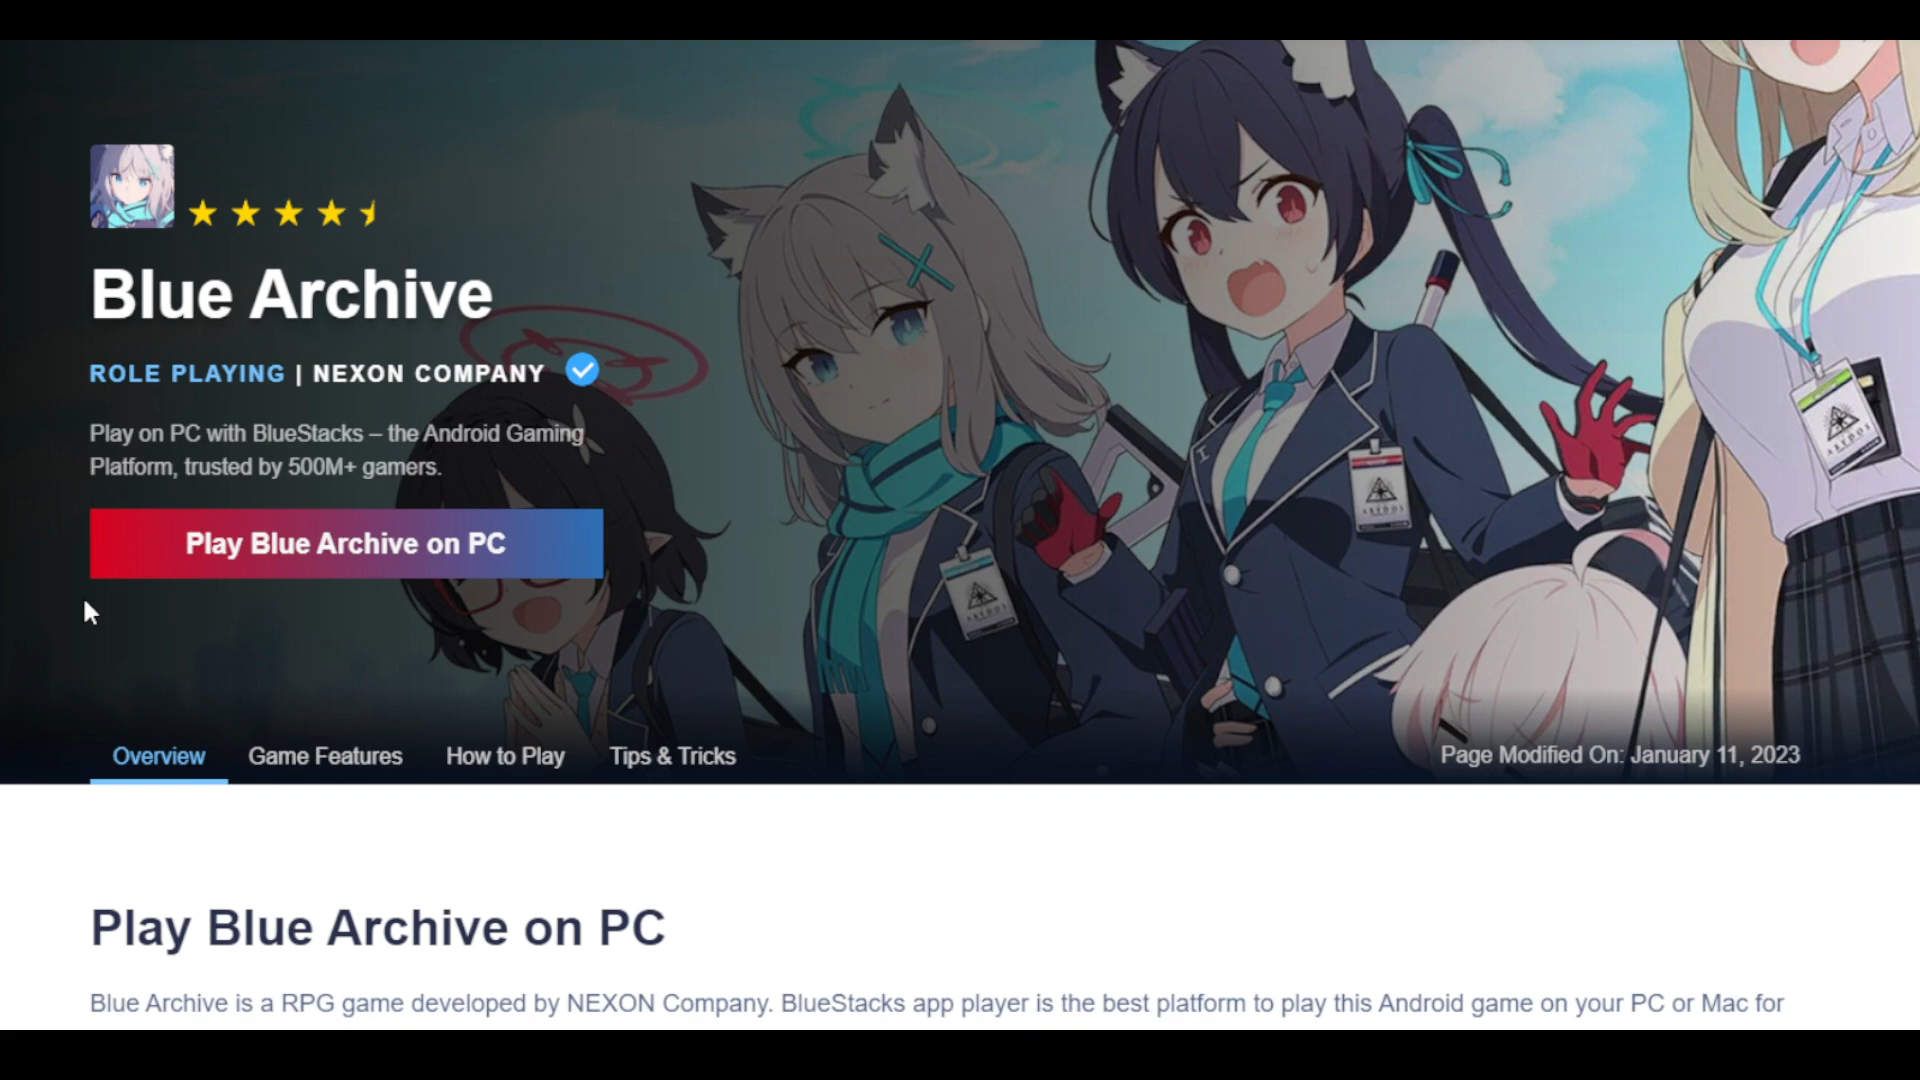 Blue Archive
ROLE PLAYING | NEXON COMPANY
Play on PC with BlueStacks – the Android Gaming
Platform, trusted by 500M+ gamers.
Play Blue Archive on PC
ABYDOS
ABYDOS
ABYDOS
Overview
Game Features
How to Play
Tips & Tricks
Page Modified On: January 11, 2023
Play Blue Archive on PC
Blue Archive is a RPG game developed by NEXON Company. BlueStacks app player is the best platform to play this Android game on your PC or Mac for